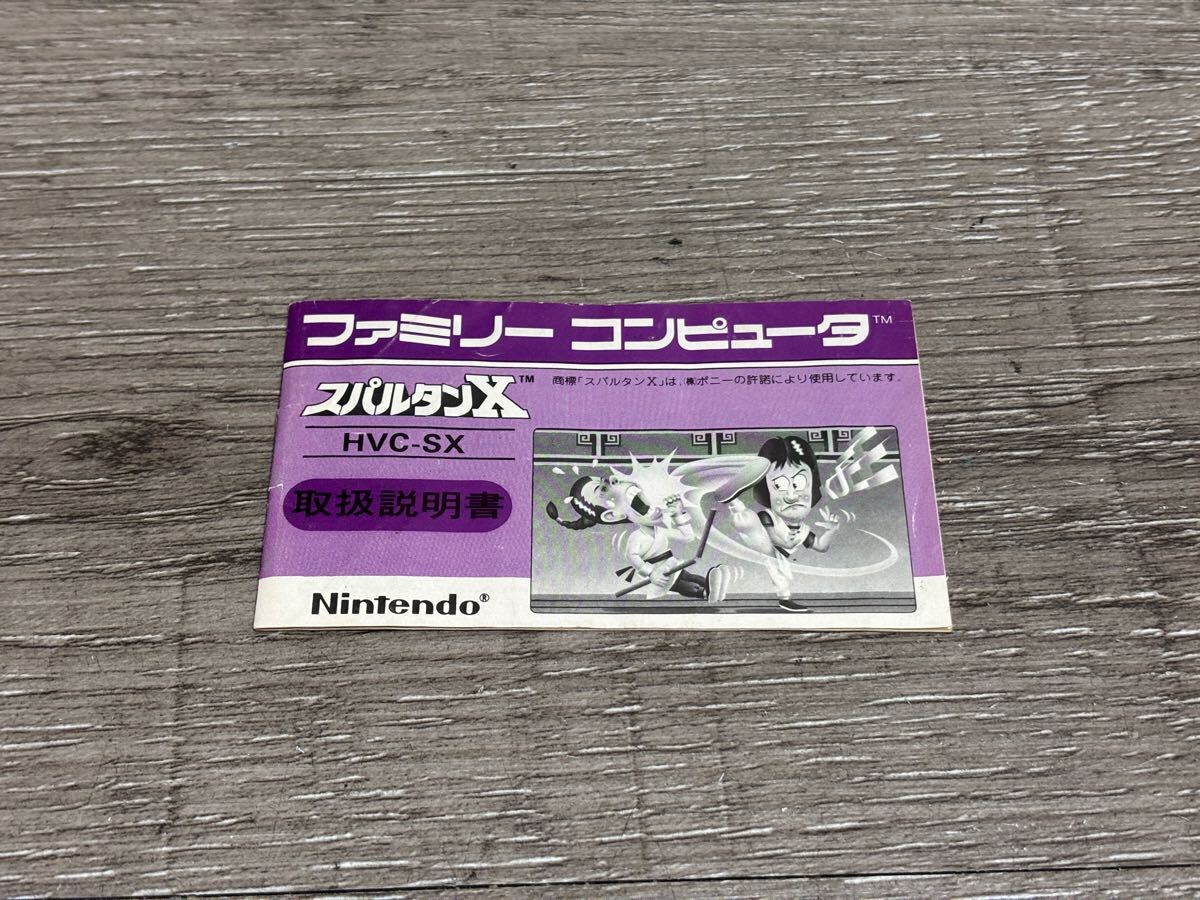 ファミリー コンピュータ™
スパルタンX™
商標「スパルタンX」は、㈱ポニーの許諾により使用しています。
HVC-SX
取扱説明書
Nintendo®